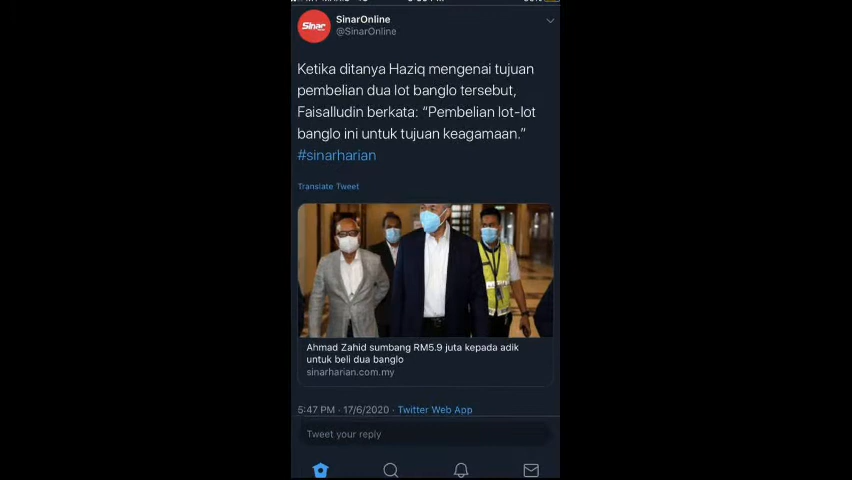 SinarOnline
@SinarOnline
Sinar
Ketika ditanya Haziq mengenai tujuan
pembelian dua lot banglo tersebut,
Faisalludin berkata: “Pembelian lot-lot
banglo ini untuk tujuan keagamaan.”
#sinarharian
Translate Tweet
Ahmad Zahid sumbang RM5.9 juta kepada adik
untuk beli dua banglo
sinarharian.com.my
5:47 PM · 17/6/2020 · Twitter Web App
Tweet your reply